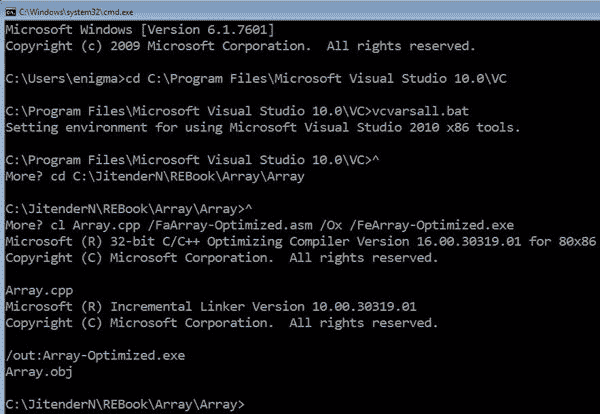 C:\Windows\system32\cmd.exe
Microsoft Windows [Version 6.1.7601]
Copyright (c) 2009 Microsoft Corporation.  All rights reserved.
C:\Users\enigma>cd C:\Program Files\Microsoft Visual Studio 10.0\VC
C:\Program Files\Microsoft Visual Studio 10.0\VC>vcvarsall.bat
Setting environment for using Microsoft Visual Studio 2010 x86 tools.
C:\Program Files\Microsoft Visual Studio 10.0\VC>^
More? cd C:\JitenderN\REBook\Array\Array
C:\JitenderN\REBook\Array\Array>^
More? cl Array.cpp /FaArray-Optimized.asm /Ox /FeArray-Optimized.exe
Microsoft (R) 32-bit C/C++ Optimizing Compiler Version 16.00.30319.01 for 80x86
Copyright (C) Microsoft Corporation.  All rights reserved.
Array.cpp
Microsoft (R) Incremental Linker Version 10.00.30319.01
Copyright (C) Microsoft Corporation.  All rights reserved.
/out:Array-Optimized.exe
Array.obj
C:\JitenderN\REBook\Array\Array>